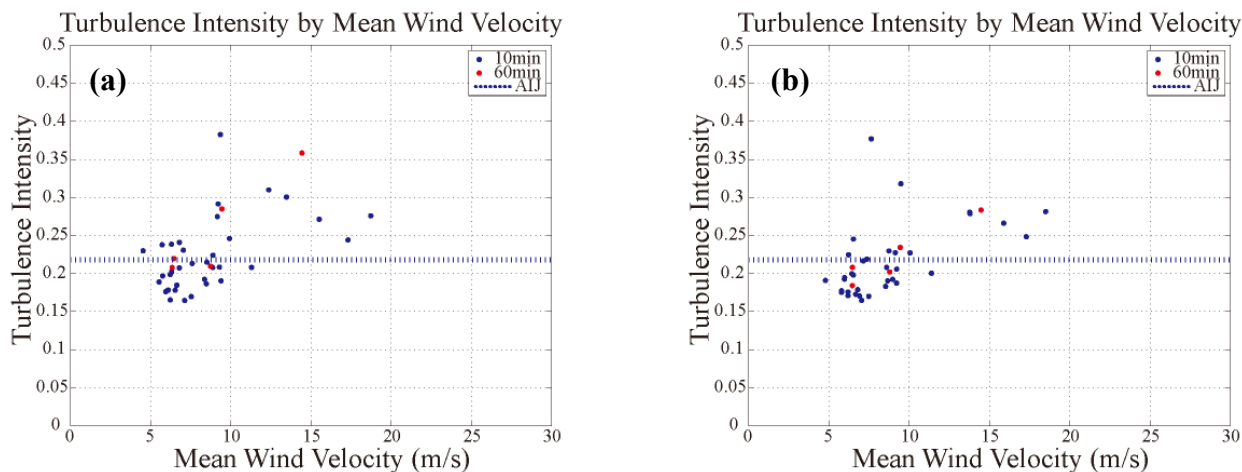 Turbulence Intensity by Mean Wind Velocity
(a)
10min
60min
AIJ
Turbulence Intensity
0.5
0.45
0.4
0.35
0.3
0.25
0.2
0.15
0.1
0.05
0
0 5 10 15 20 25 30
Mean Wind Velocity (m/s)
Turbulence Intensity by Mean Wind Velocity
(b)
10min
60min
AIJ
Turbulence Intensity
0.5
0.45
0.4
0.35
0.3
0.25
0.2
0.15
0.1
0.05
0
0 5 10 15 20 25 30
Mean Wind Velocity (m/s)